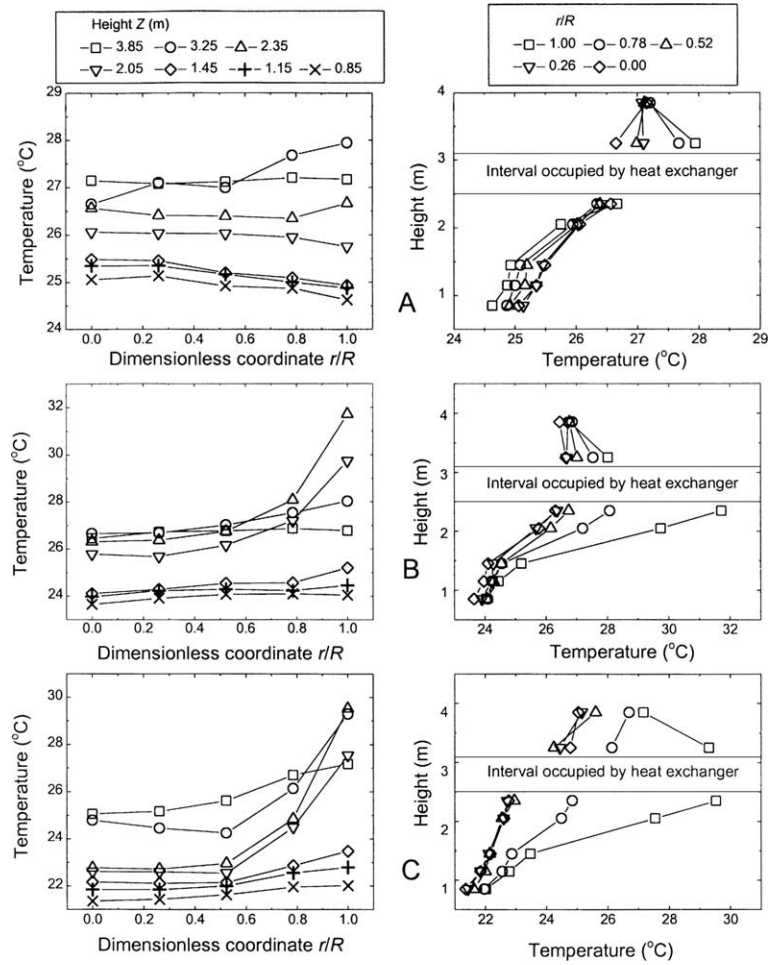 Height Z (m)
3.85 3.25 2.35
2.05 1.45 1.15 0.85
r/R
1.00 0.78 0.52
0.26 0.00
29
28
27
26
25
24
Temperature (°C)
0.0 0.2 0.4 0.6 0.8 1.0
Dimensionless coordinate r/R
A
4
3
2
1
Height (m)
Interval occupied by heat exchanger
24 25 26 27 28 29
Temperature (°C)
32
30
28
26
24
Temperature (°C)
0.0 0.2 0.4 0.6 0.8 1.0
Dimensionless coordinate r/R
B
4
3
2
1
Height (m)
Interval occupied by heat exchanger
24 26 28 30 32
Temperature (°C)
30
28
26
24
22
Temperature (°C)
0.0 0.2 0.4 0.6 0.8 1.0
Dimensionless coordinate r/R
C
4
3
2
1
Height (m)
Interval occupied by heat exchanger
22 24 26 28 30
Temperature (°C)